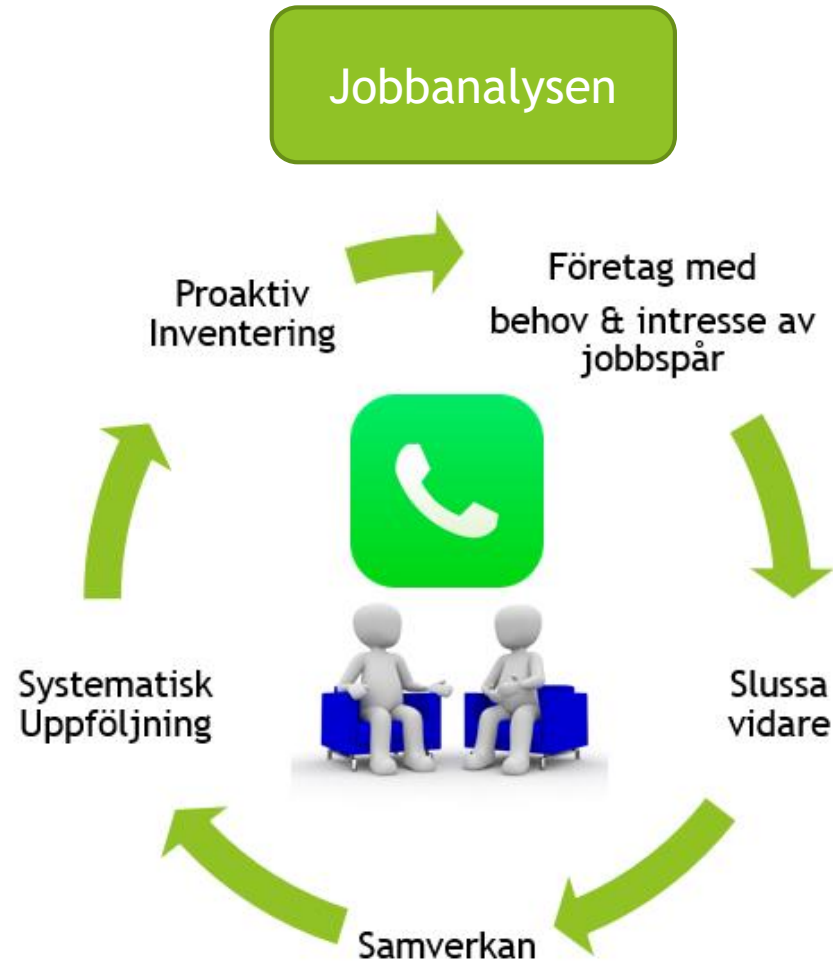 Jobbanalysen
Proaktiv
Inventering
Företag med
behov & intresse av
jobbspår
Slussa
vidare
Samverkan
Systematisk
Uppföljning